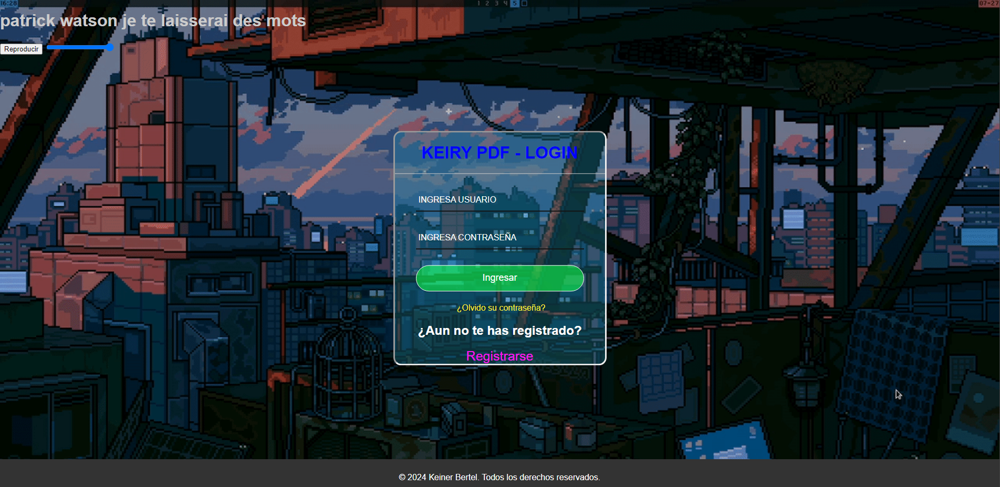 16:28
1 2 3 4 5
07-27
patrick watson je te laisserai des mots
Reproducir
KEIRY PDF - LOGIN
INGRESA USUARIO
INGRESA CONTRASEÑA
Ingresar
¿Olvido su contraseña?
¿Aun no te has registrado?
Registrarse
© 2024 Keiner Bertel. Todos los derechos reservados.